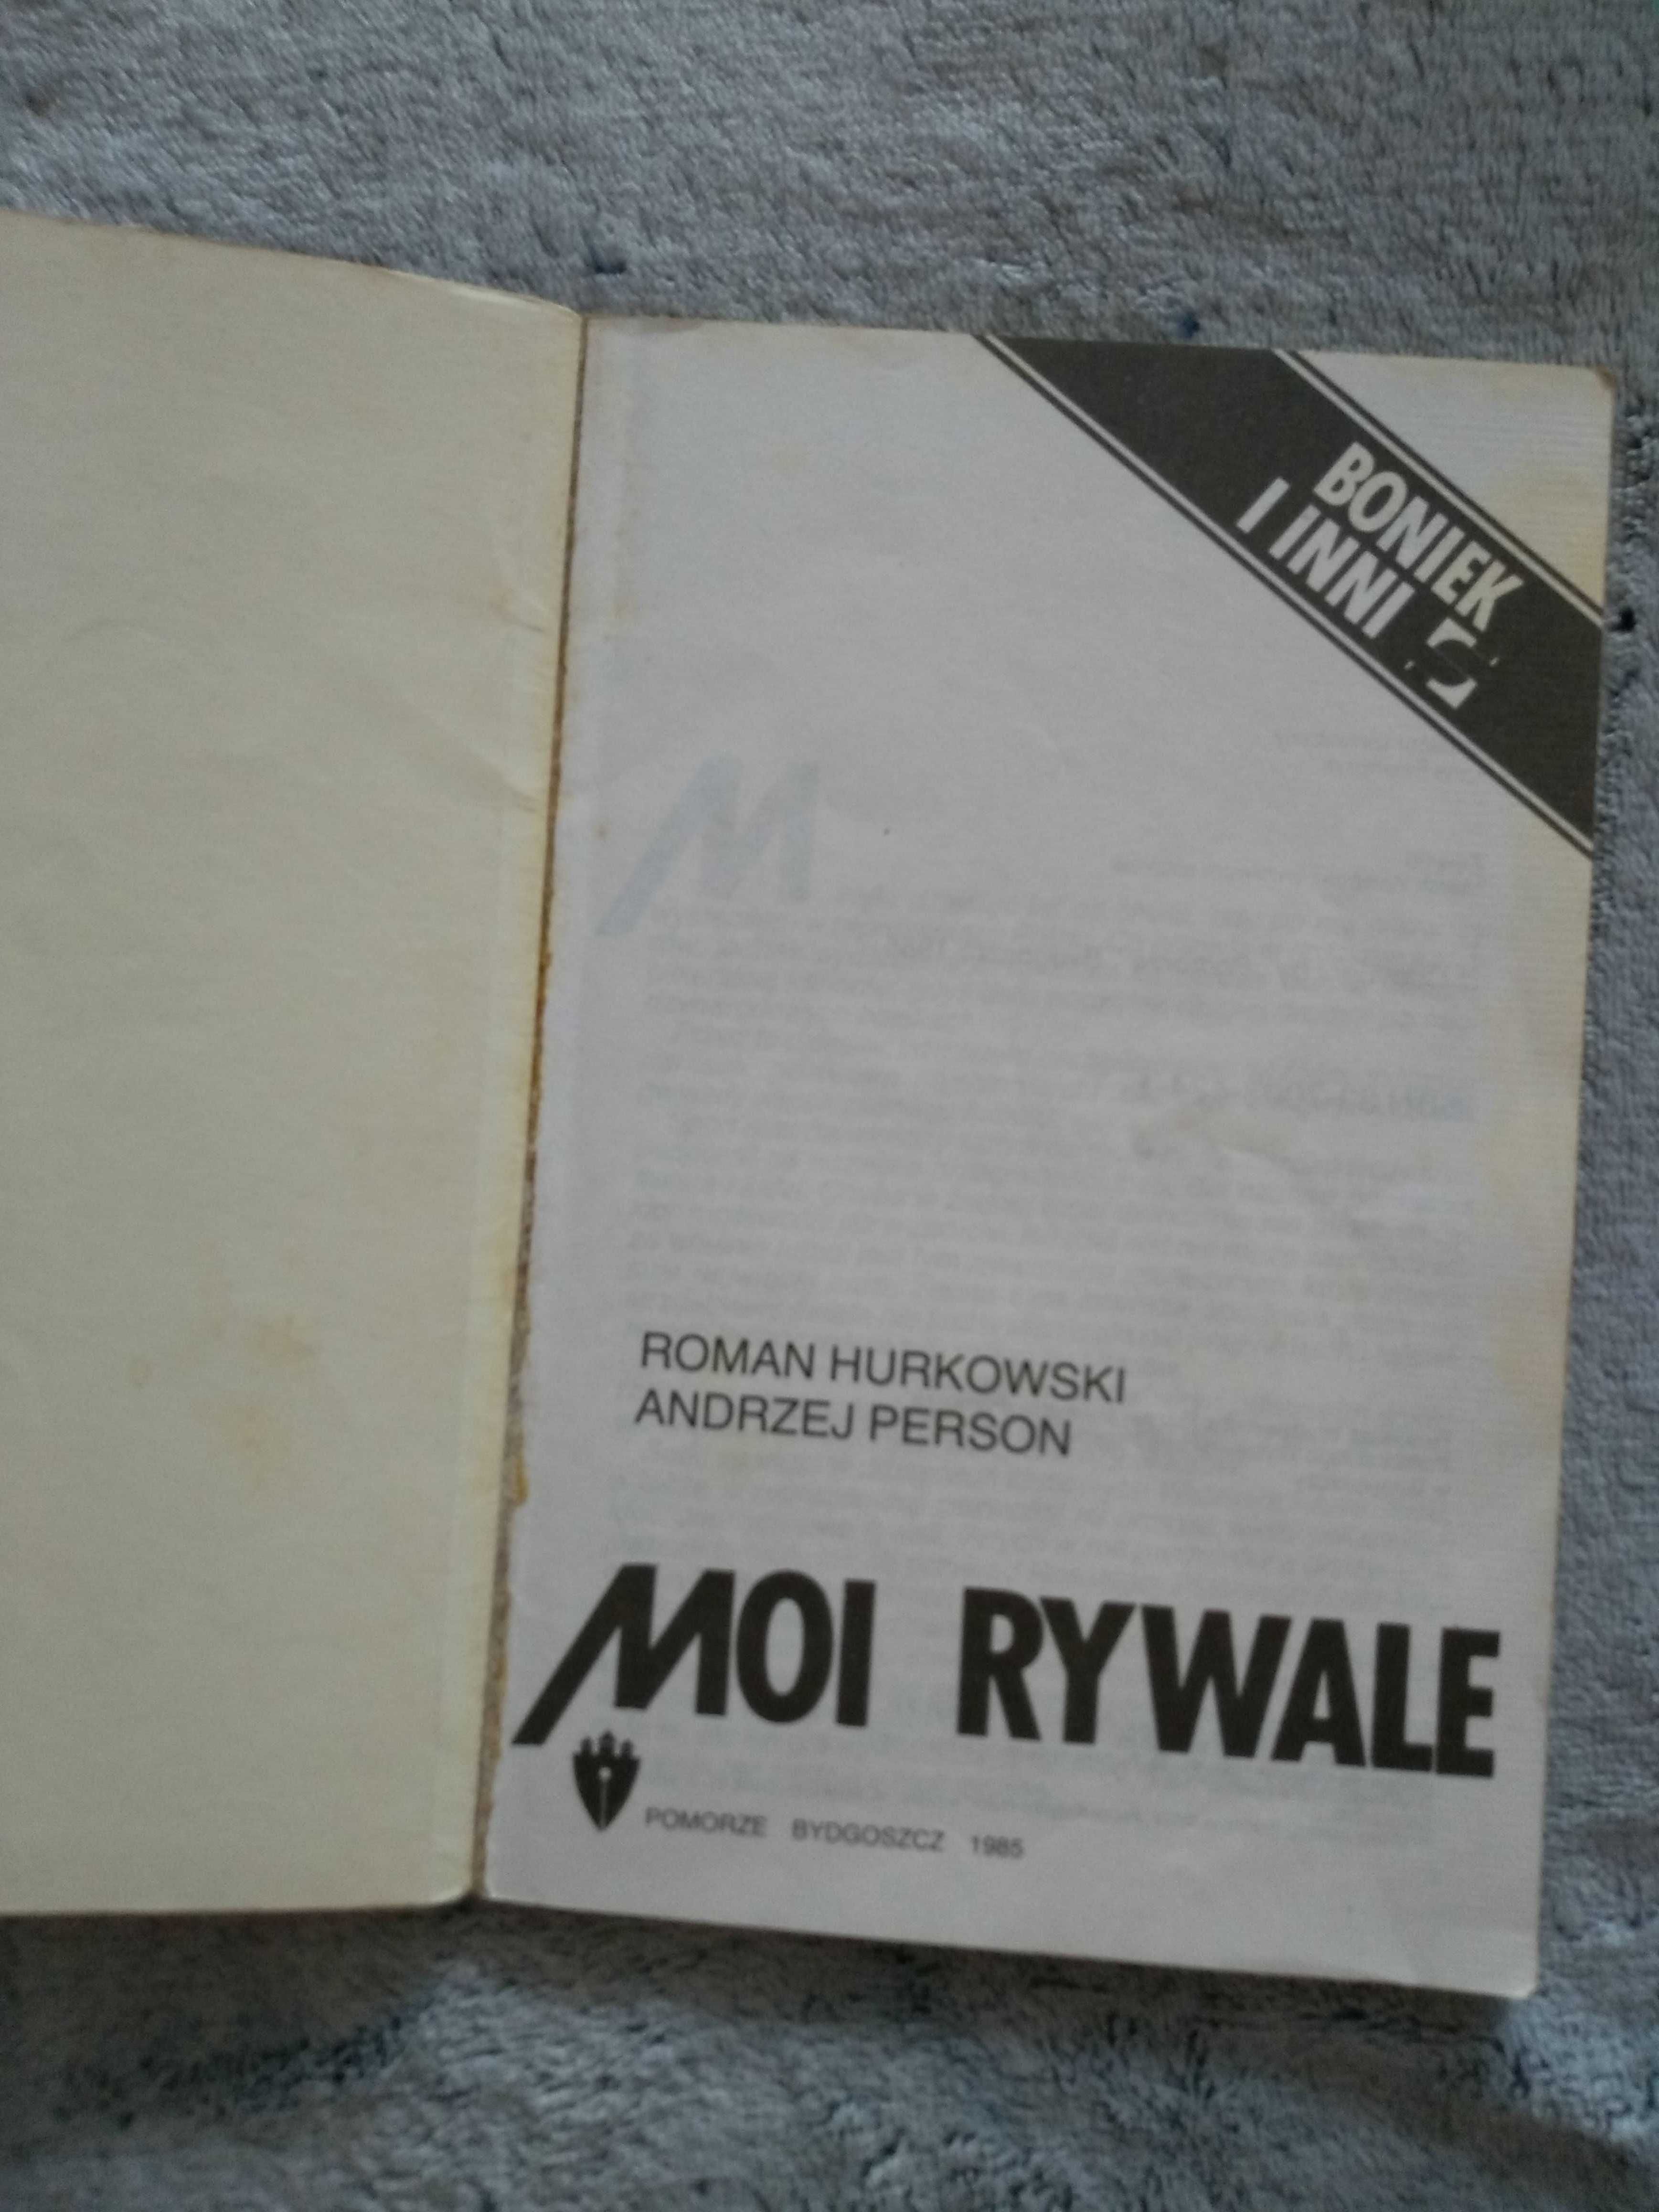 BONIEK
I INNI
ROMAN HURKOWSKI
ANDRZEJ PERSON
MOI RYWALE
POMORZE BYDGOSZCZ 1985